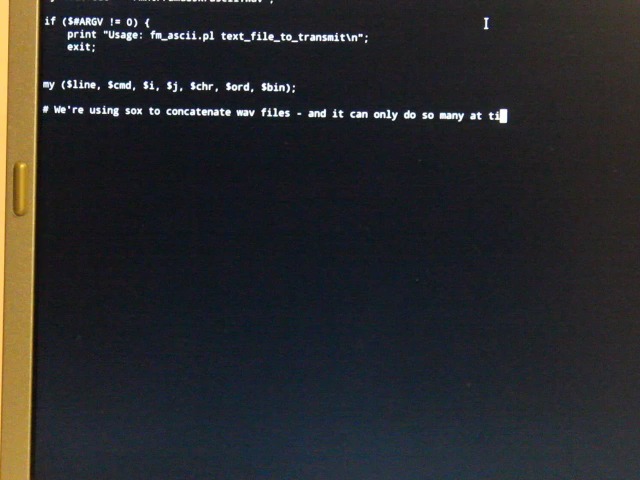 if ($#ARGV != 0) {
print "Usage: fm_ascii.pl text_file_to_transmit\n";
exit;
my ($line, $cmd, $i, $j, $chr, $ord, $bin);
# We're using sox to concatenate wav files - and it can only do so many at ti